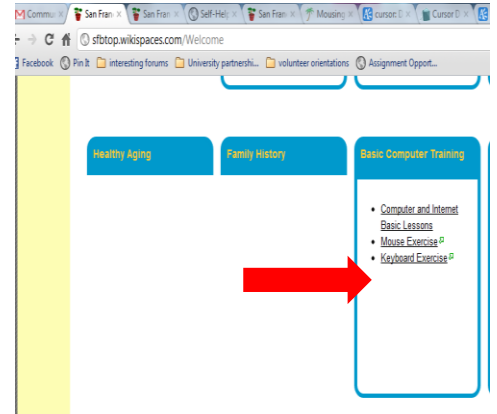 Commu
San Fran
San Fran
Self-Help
San Fran
Mousing
cursor: D
Cursor D
sfbtop.wikispaces.com/Welcome
Facebook Pin It interesting forums University partnershi... volunteer orientations Assignment Opport...
Healthy Aging
Family History
Basic Computer Training
Computer and Internet
Basic Lessons
Mouse Exercise
Keyboard Exercise